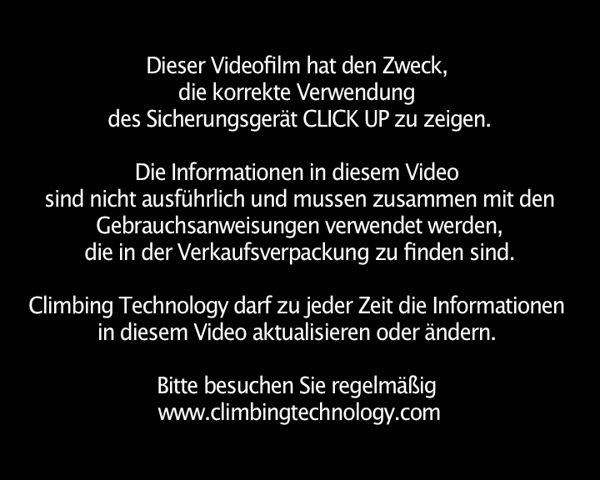 Dieser Videofilm hat den Zweck,
die korrekte Verwendung
des Sicherungsgerät CLICK UP zu zeigen.
Die Informationen in diesem Video
sind nicht ausführlich und mussen zusammen mit den
Gebrauchsanweisungen verwendet werden,
die in der Verkaufsverpackung zu finden sind.
Climbing Technology darf zu jeder Zeit die Informationen
in diesem Video aktualisieren oder ändern.
Bitte besuchen Sie regelmäßig
www.climbingtechnology.com